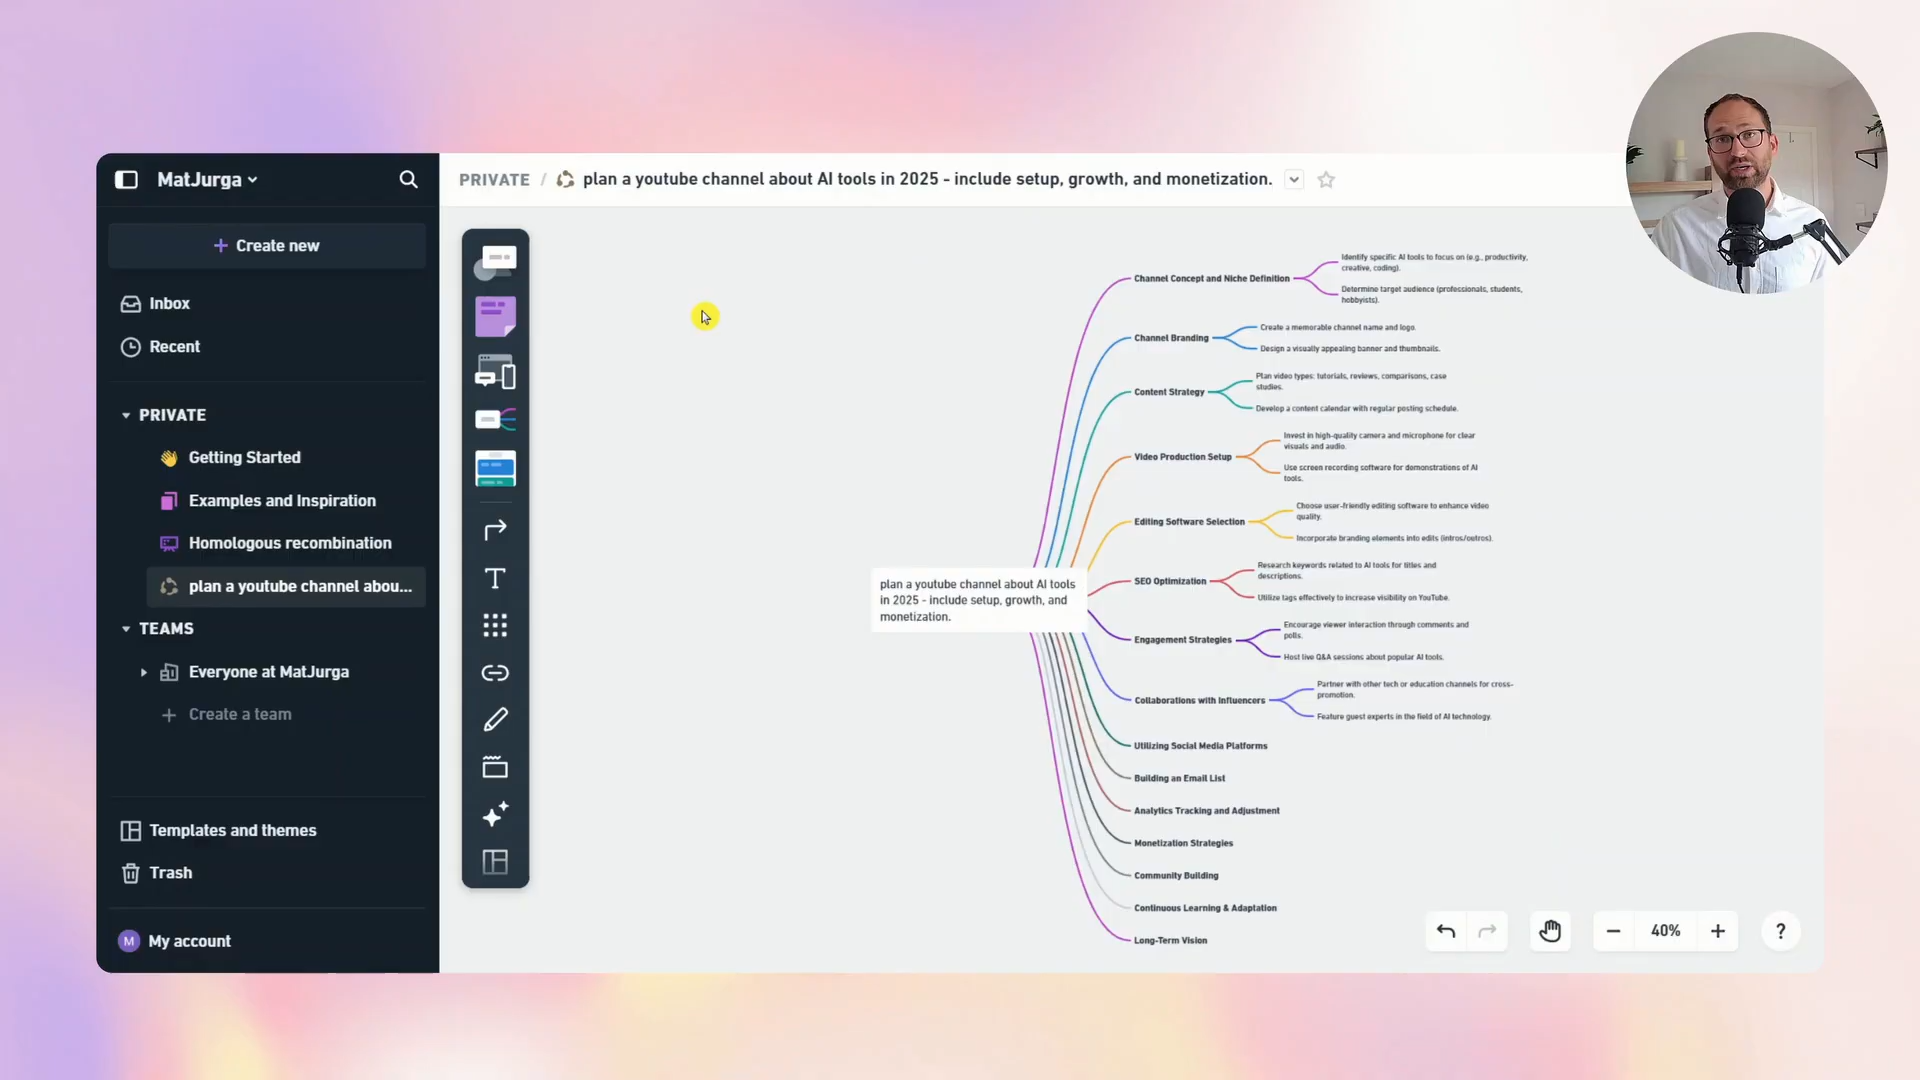 MatJurga
Create new
Inbox
Recent
PRIVATE
Getting Started
Examples and Inspiration
Homologous recombination
plan a youtube channel abou...
TEAMS
Everyone at MatJurga
Create a team
Templates and themes
Trash
M
My account
PRIVATE / plan a youtube channel about AI tools in 2025 - include setup, growth, and monetization.
plan a youtube channel about AI tools
in 2025 - include setup, growth, and
monetization.
Channel Concept and Niche Definition
Identify specific AI tools to focus on (e.g., productivity,
creative, coding).
Determine target audience (professionals, students,
hobbyists).
Channel Branding
Create a memorable channel name and logo.
Design a visually appealing banner and thumbnails.
Content Strategy
Plan video types: tutorials, reviews, comparisons, case
studies.
Develop a content calendar with regular posting schedule.
Video Production Setup
Invest in high-quality camera and microphone for clear
visuals and audio.
Use screen recording software for demonstrations of AI
tools.
Editing Software Selection
Choose user-friendly editing software to enhance video
quality.
Incorporate branding elements into edits (intros/outros).
SEO Optimization
Research keywords related to AI tools for titles and
descriptions.
Utilize tags effectively to increase visibility on YouTube.
Engagement Strategies
Encourage viewer interaction through comments and
polls.
Host live Q&A sessions about popular AI tools.
Collaborations with Influencers
Partner with other tech or education channels for cross-
promotion.
Feature guest experts in the field of AI technology.
Utilizing Social Media Platforms
Building an Email List
Analytics Tracking and Adjustment
Monetization Strategies
Community Building
Continuous Learning & Adaptation
Long-Term Vision
40%
?